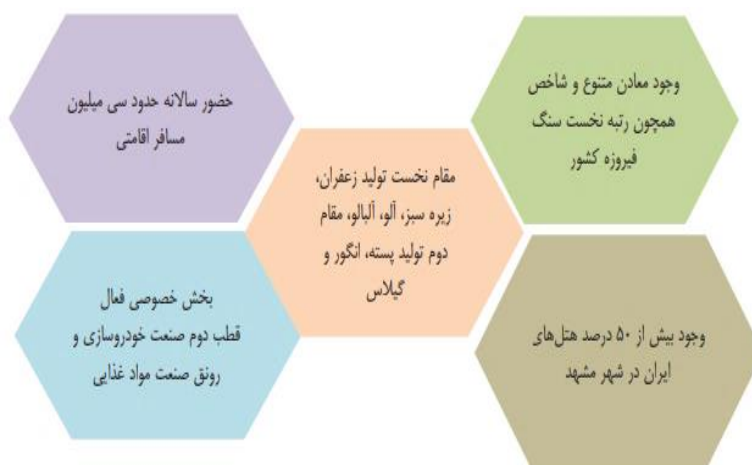 وجود معادن متنوع و شاخص
همچون رتبه نخست سنگ
فیروزه کشور
حضور سالانه حدود سی میلیون
مسافر اقامتی
مقام نخست تولید زعفران،
زیره سبز، آلو، آلبالو، مقام
دوم تولید پسته، انگور و
گیلاس
وجود بیش از ۵۰ درصد هتل‌های
ایران در شهر مشهد
بخش خصوصی فعال
قطب دوم صنعت خودروسازی و
رونق صنعت مواد غذایی